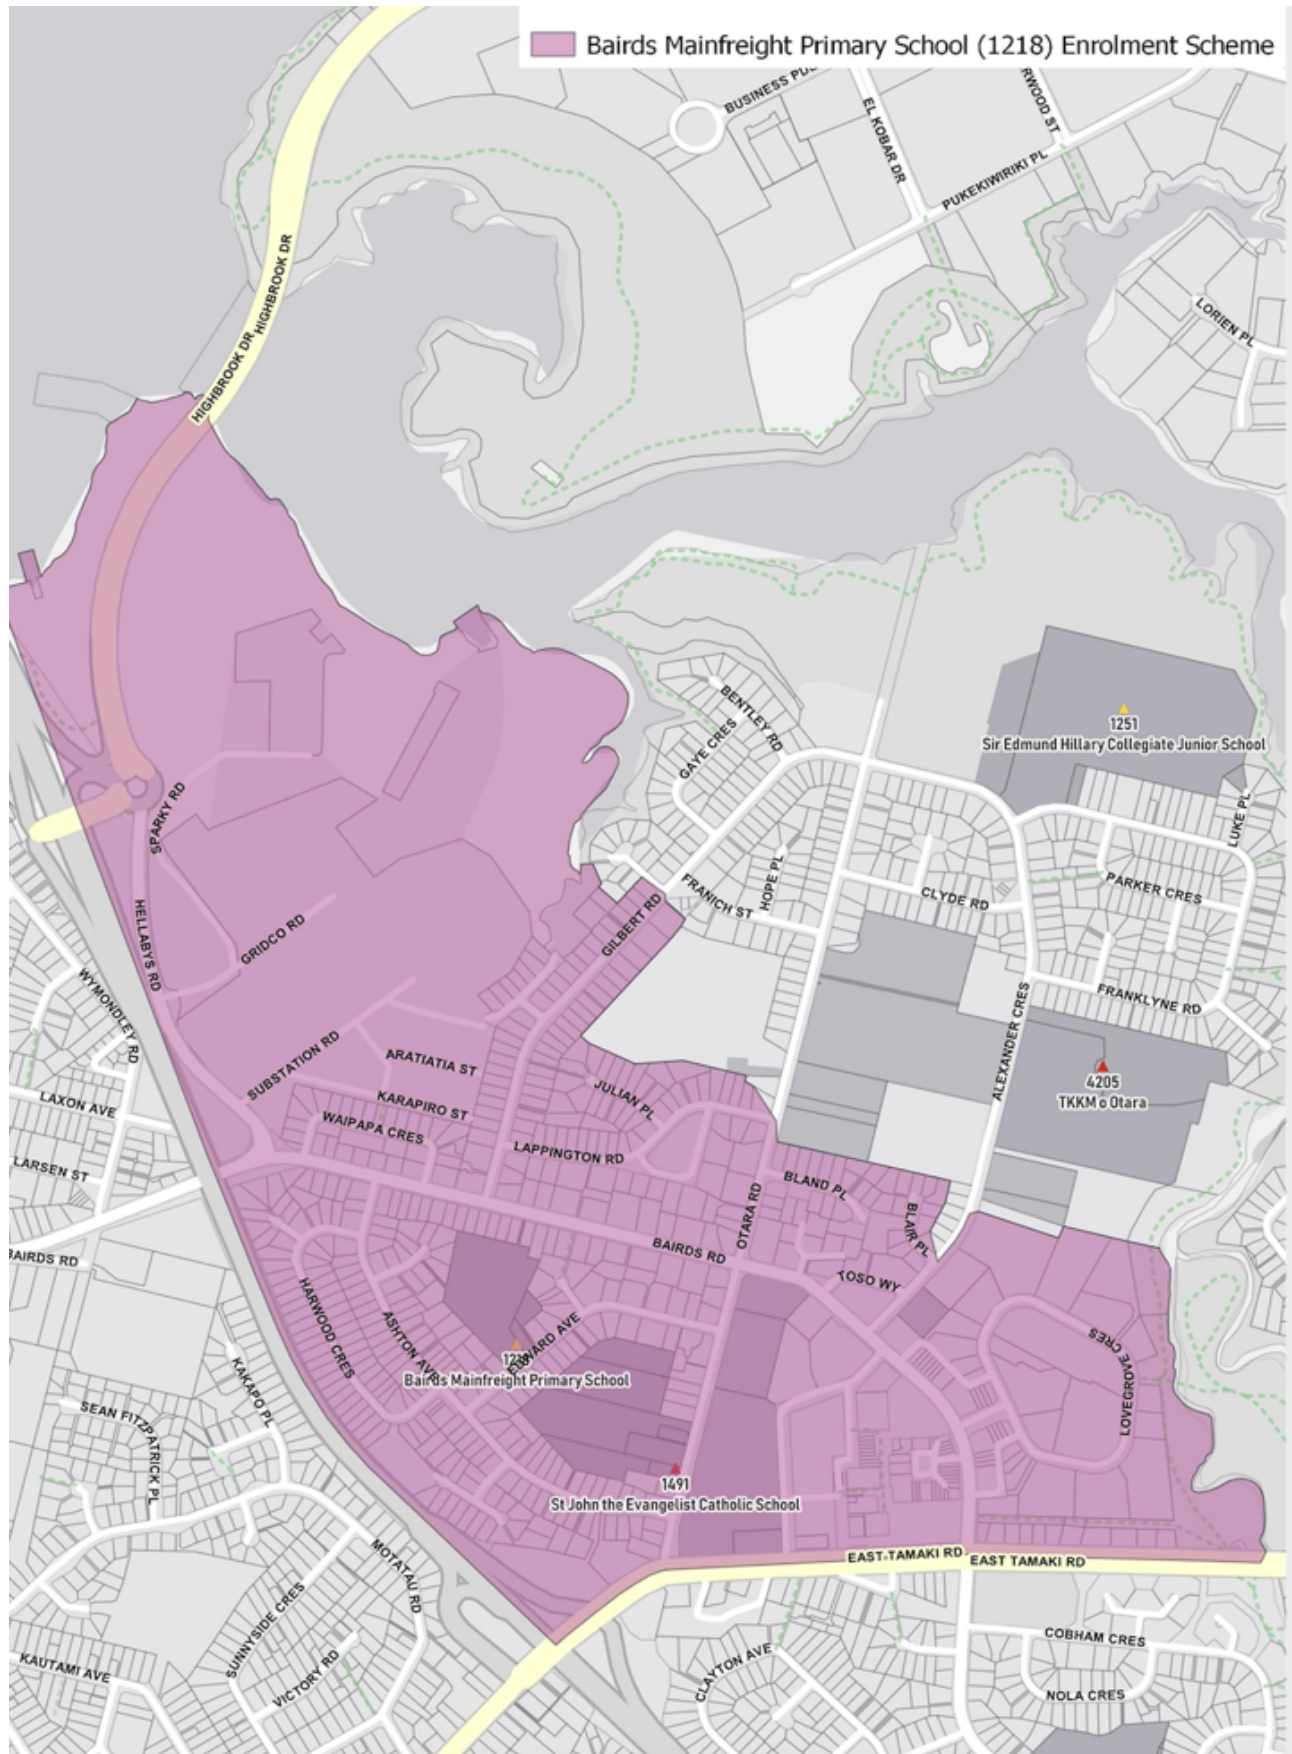 Bairds Mainfreight Primary School (1218) Enrolment Scheme
BUSINESS
EL KOBAR DR
RWOOD ST
PUKEKIWIRIKI PL
HIGHBROOK DR
HIGHBROOK DR
LORIEN PL
BENTLEY RD
GAYE CRES
1251
Sir Edmund Hillary Collegiate Junior School
SPARKY RD
LUKE PL
HOPE PL
FRANICH ST
CLYDE RD
PARKER CRES
GILBERT RD
HELLABYS RD
GRIDCO RD
WYMONDLEY RD
FRANKLYNE RD
ALEXANDER CRES
SUBSTATION RD
ARATIATIA ST
JULIAN PL
4205
TKKM o Otara
LAXON AVE
KARAPIRO ST
WAIPAPA CRES
LAPPINGTON RD
LARSEN ST
BLAND PL
OTARA RD
BLAIR PL
BAIRDS RD
BAIRDS RD
YOSO WY
HARWOOD CRES
ASHTON AVE
EDWARD AVE
LOVEGROVE CRES
Bairds Mainfreight Primary School
KAKAPO PL
SEAN FITZPATRICK PL
1491
St John the Evangelist Catholic School
MOTATAU RD
EAST TAMAKI RD
EAST TAMAKI RD
SUNNYSIDE CRES
COBHAM CRES
KAUTAMI AVE
VICTORY RD
CLAYTON AVE
NOLA CRES